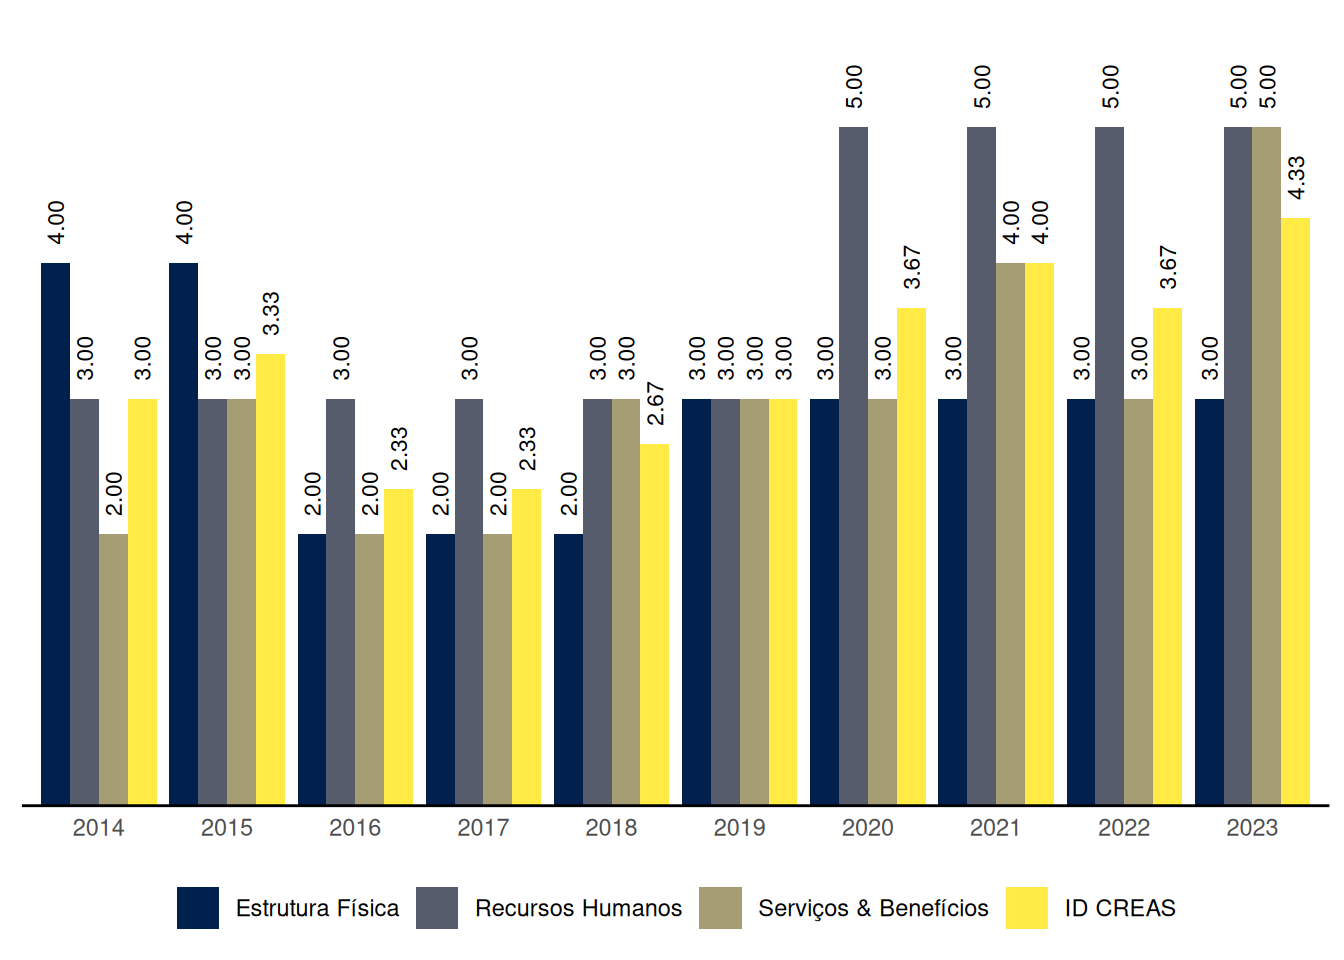 4.00 3.00 2.00 3.00
4.00 3.00 3.00 3.33
2.00 3.00 2.00 2.33
2.00 3.00 2.00 2.33
2.00 3.00 3.00 2.67
3.00 3.00 3.00 3.00
3.00 5.00 3.00 3.67
3.00 5.00 4.00 4.00
3.00 5.00 3.00 3.67
3.00 5.00 5.00 4.33
2014 2015 2016 2017 2018 2019 2020 2021 2022 2023
Estrutura Física Recursos Humanos Serviços & Benefícios ID CREAS